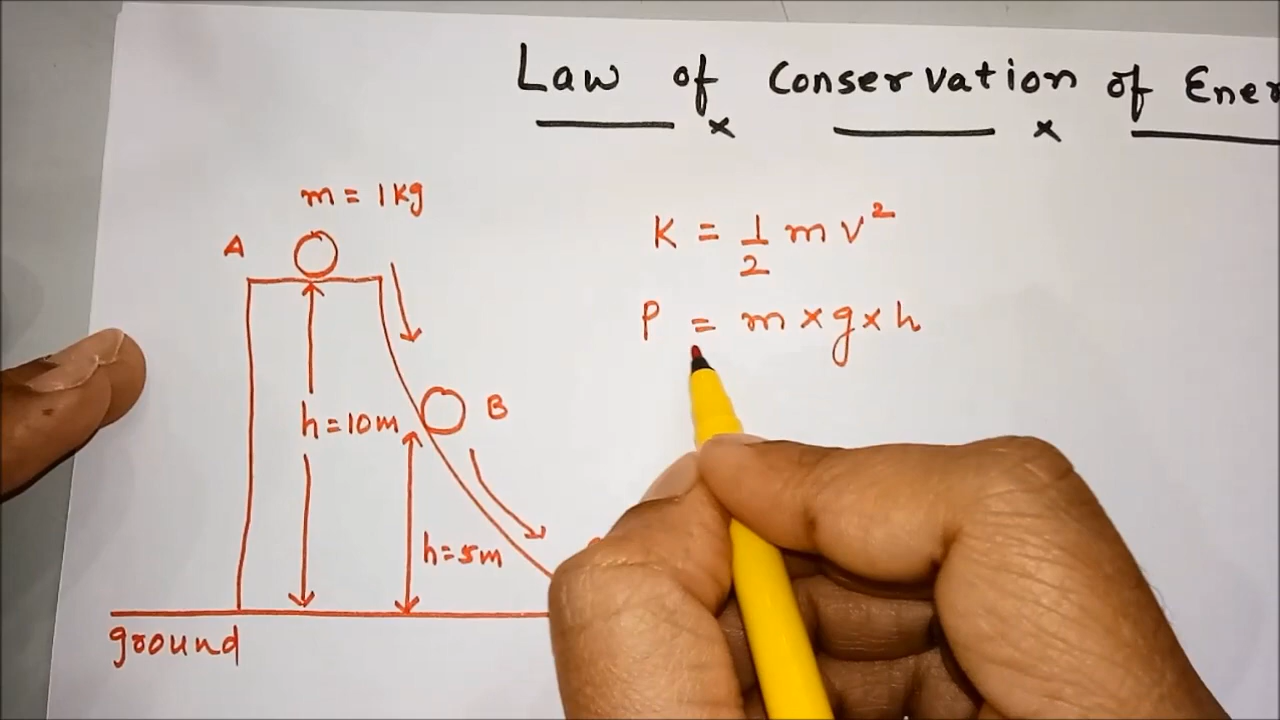 Law of Conservation of Ener
m = 1kg
A
K = 1/2 m v²
P = m × g × h
B
h=10m
h=5m
ground